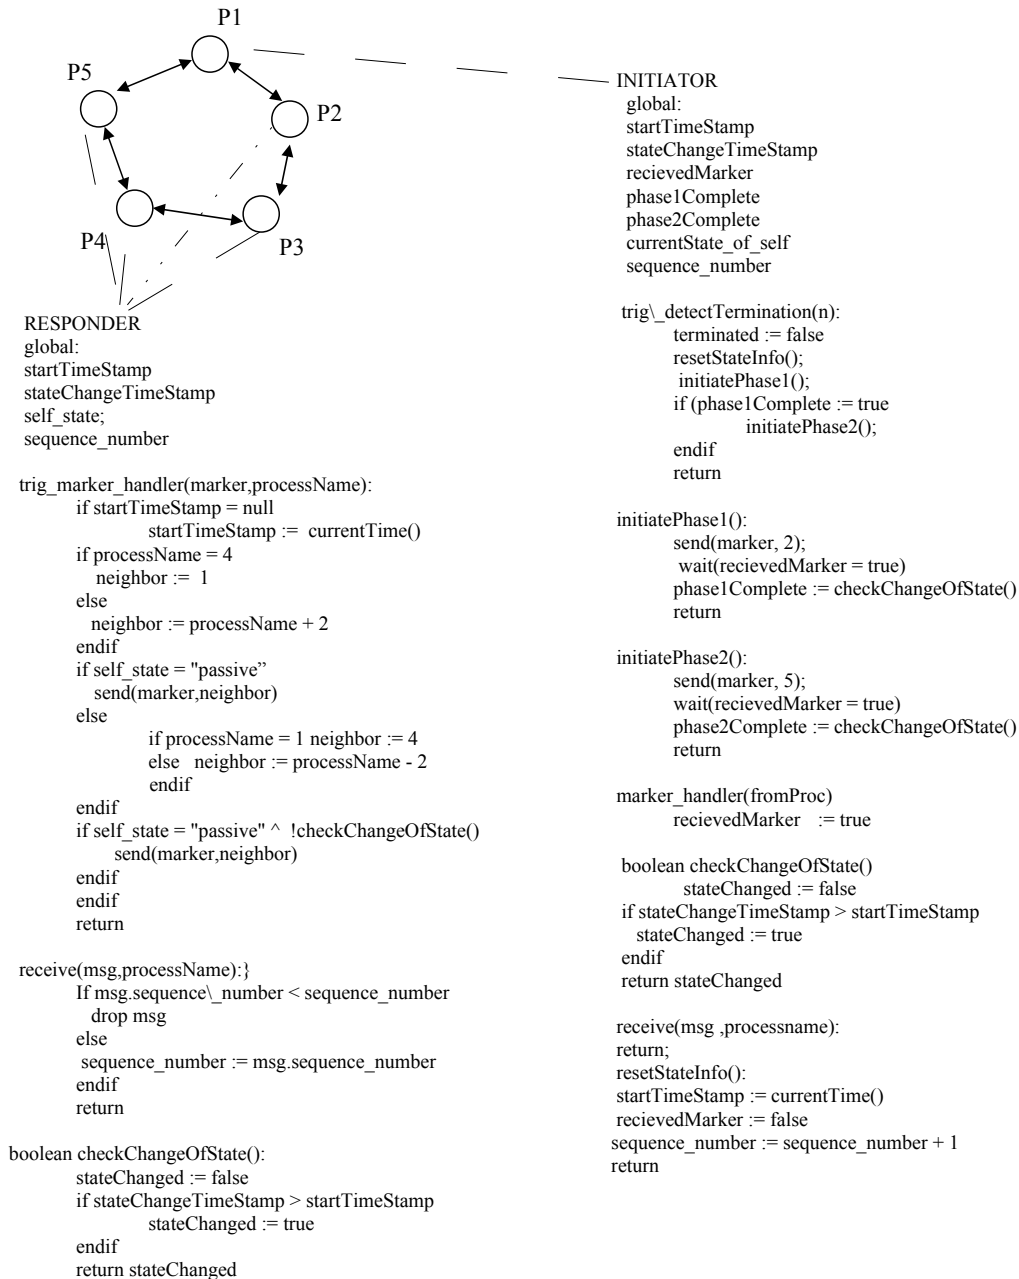 P1
P5
P2
P4
P3
RESPONDER
global:
startTimeStamp
stateChangeTimeStamp
self_state;
sequence_number
trig_marker_handler(marker,processName):
if startTimeStamp = null
startTimeStamp := currentTime()
if processName = 4
neighbor := 1
else
neighbor := processName + 2
endif
if self_state = "passive”
send(marker,neighbor)
else
if processName = 1 neighbor := 4
else neighbor := processName - 2
endif
endif
if self_state = "passive" ^ !checkChangeOfState()
send(marker,neighbor)
endif
endif
return
receive(msg,processName):}
If msg.sequence\_number < sequence_number
drop msg
else
sequence_number := msg.sequence_number
endif
return
boolean checkChangeOfState():
stateChanged := false
if stateChangeTimeStamp > startTimeStamp
stateChanged := true
endif
return stateChanged
INITIATOR
global:
startTimeStamp
stateChangeTimeStamp
recievedMarker
phase1Complete
phase2Complete
currentState_of_self
sequence_number
trig\_detectTermination(n):
terminated := false
resetStateInfo();
initiatePhase1();
if (phase1Complete := true
initiatePhase2();
endif
return
initiatePhase1():
send(marker, 2);
wait(recievedMarker = true)
phase1Complete := checkChangeOfState()
return
initiatePhase2():
send(marker, 5);
wait(recievedMarker = true)
phase2Complete := checkChangeOfState()
return
marker_handler(fromProc)
recievedMarker := true
boolean checkChangeOfState()
stateChanged := false
if stateChangeTimeStamp > startTimeStamp
stateChanged := true
endif
return stateChanged
receive(msg ,processname):
return;
resetStateInfo():
startTimeStamp := currentTime()
recievedMarker := false
sequence_number := sequence_number + 1
return